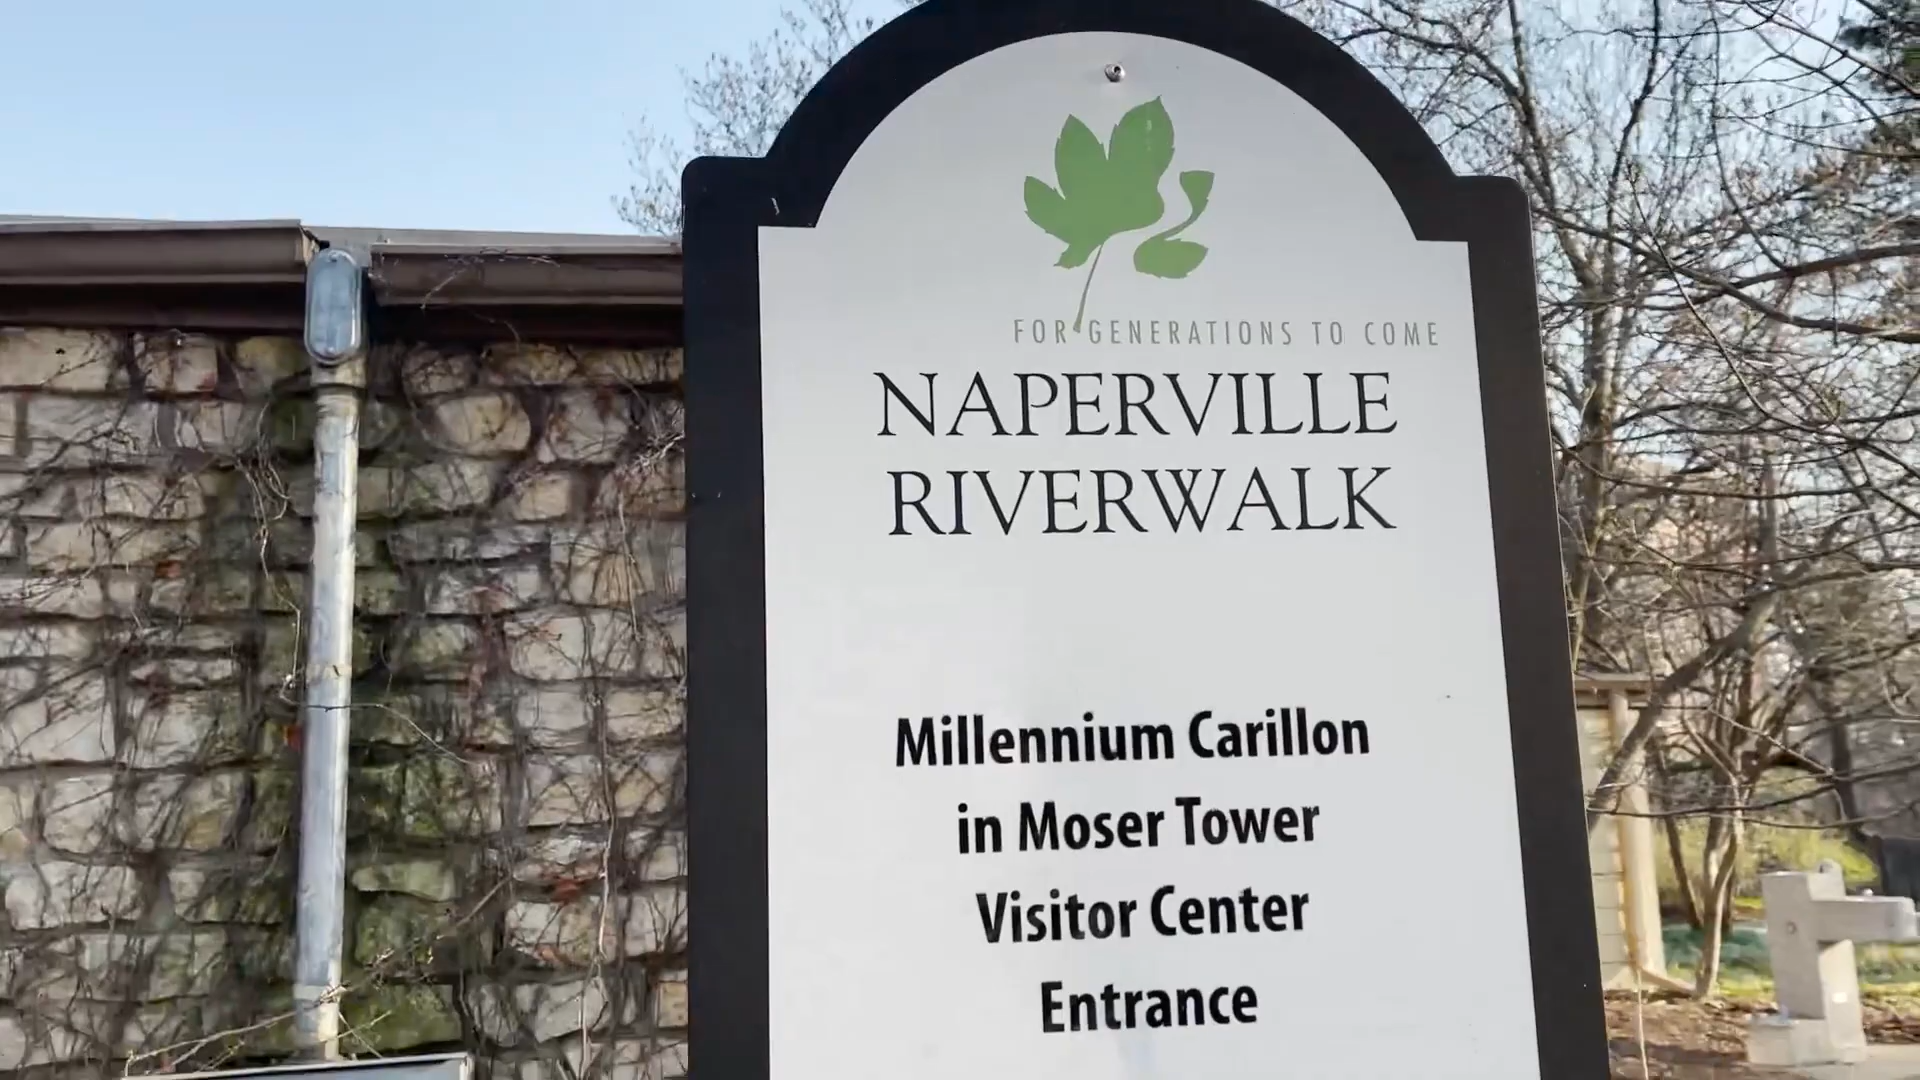 FOR GENERATIONS TO COME
NAPERVILLE
RIVERWALK
Millennium Carillon
in Moser Tower
Visitor Center
Entrance